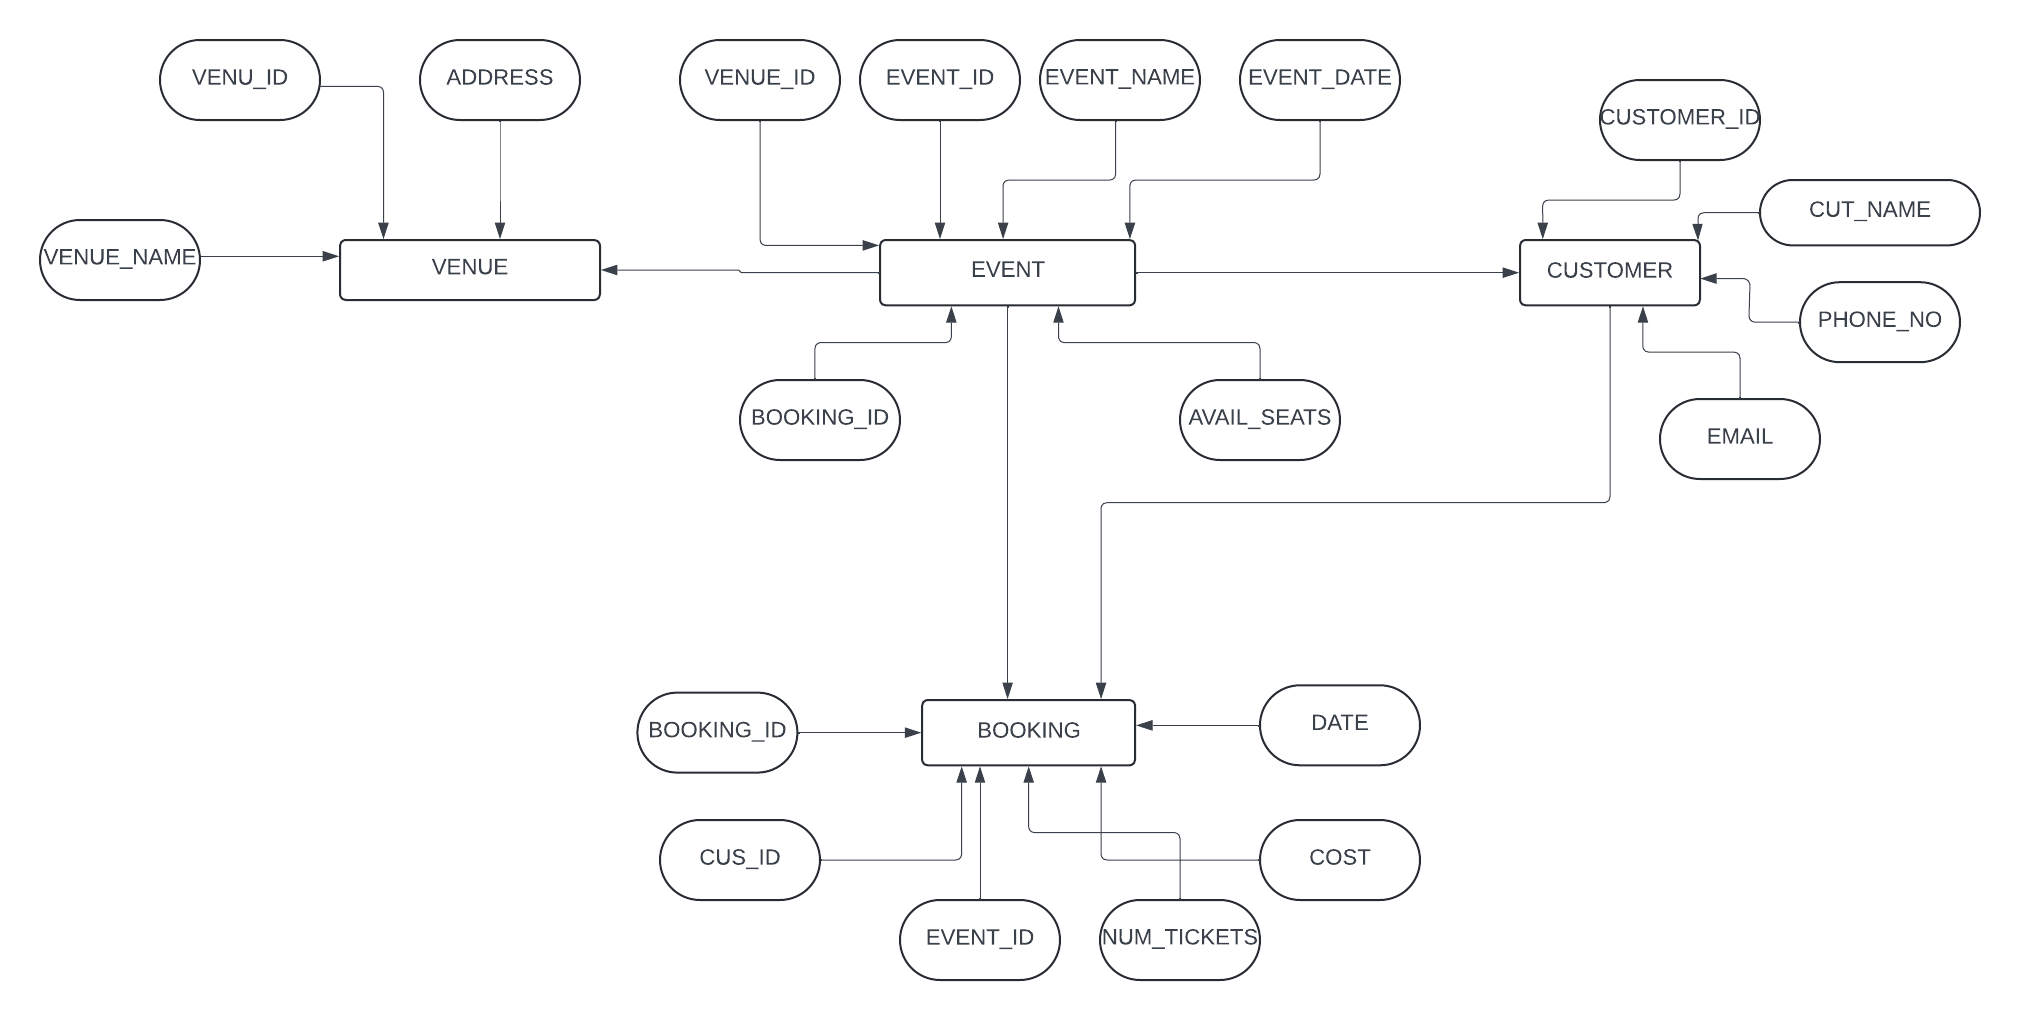 VENU_ID
ADDRESS
VENUE_ID
EVENT_ID
EVENT_NAME
EVENT_DATE
CUSTOMER_ID
CUT_NAME
VENUE_NAME
VENUE
EVENT
CUSTOMER
PHONE_NO
BOOKING_ID
AVAIL_SEATS
EMAIL
BOOKING_ID
BOOKING
DATE
CUS_ID
COST
EVENT_ID
NUM_TICKETS